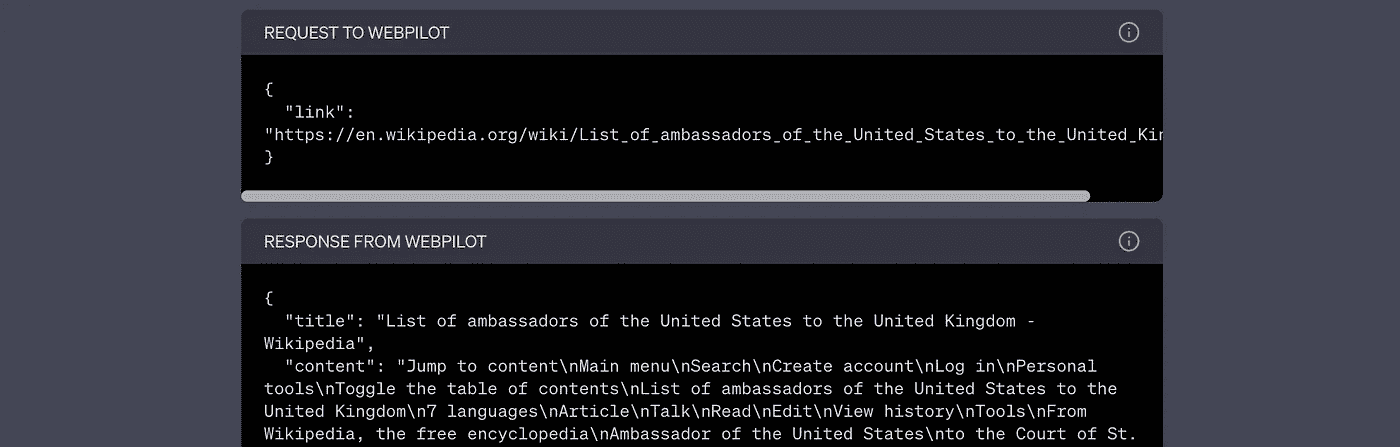 REQUEST TO WEBPILOT
{
"link":
"https://en.wikipedia.org/wiki/List_of_ambassadors_of_the_United_States_to_the_United_Kin
}
RESPONSE FROM WEBPILOT
{
"title": "List of ambassadors of the United States to the United Kingdom -
Wikipedia",
"content": "Jump to content\nMain menu\nSearch\nCreate account\nLog in\nPersonal
tools\nToggle the table of contents\nList of ambassadors of the United States to the
United Kingdom\n7 languages\nArticle\nTalk\nRead\nEdit\nView history\nTools\nFrom
Wikipedia, the free encyclopedia\nAmbassador of the United States\nto the Court of St.